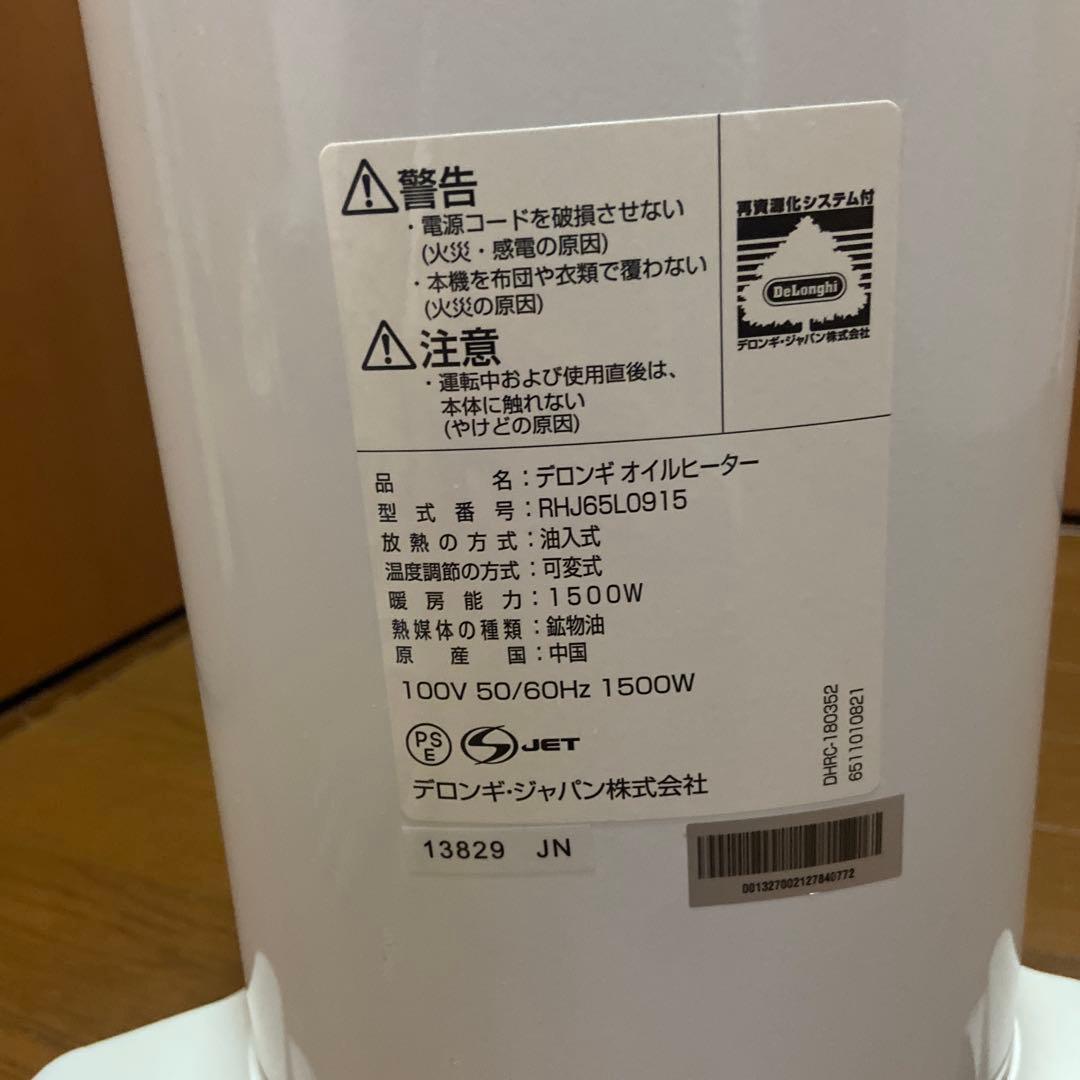 警告
・電源コードを破損させない
(火災・感電の原因)
・本機を布団や衣類で覆わない
(火災の原因)
注意
・運転中および使用直後は、
本体に触れない
(やけどの原因)
再資源化システム付
DeLonghi
デロンギ・ジャパン株式会社
品名：デロンギ オイルヒーター
型式番号：RHJ65L0915
放熱の方式：油入式
温度調節の方式：可変式
暖房能力：1500W
熱媒体の種類：鉱物油
原産国：中国
100V 50/60Hz 1500W
PSE JET
デロンギ・ジャパン株式会社
DHRC-180352
6511010821
13829 JN
D01327002127840772